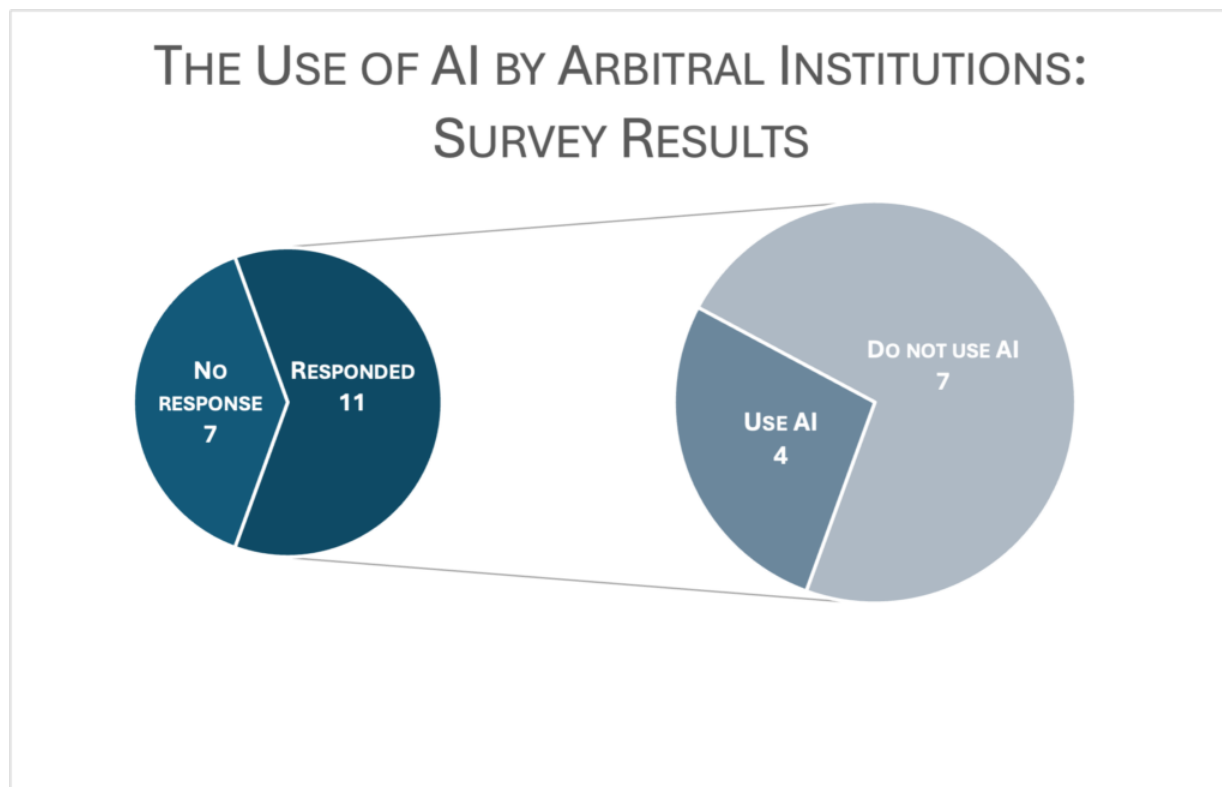 THE USE OF AI BY ARBITRAL INSTITUTIONS:
SURVEY RESULTS
NO
RESPONSE
7
RESPONDED
11
USE AI
4
DO NOT USE AI
7